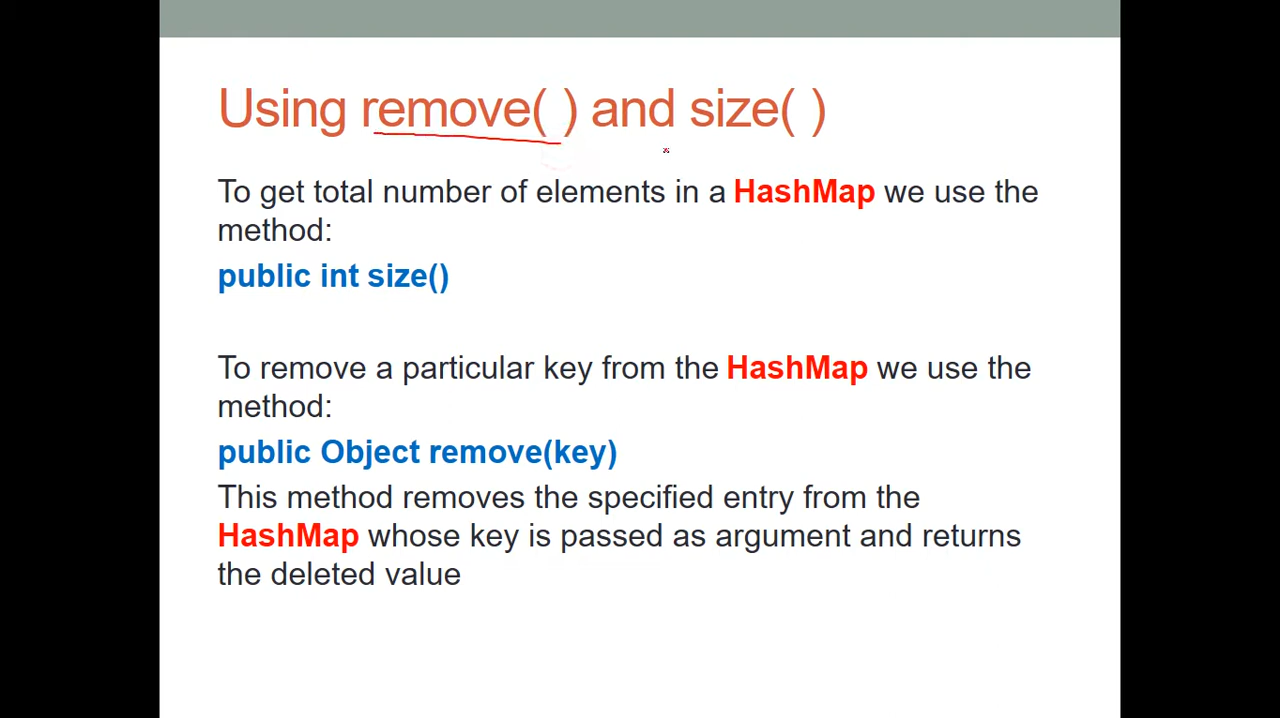 Using remove( ) and size( )
To get total number of elements in a HashMap we use the
method:
public int size()
To remove a particular key from the HashMap we use the
method:
public Object remove(key)
This method removes the specified entry from the
HashMap whose key is passed as argument and returns
the deleted value